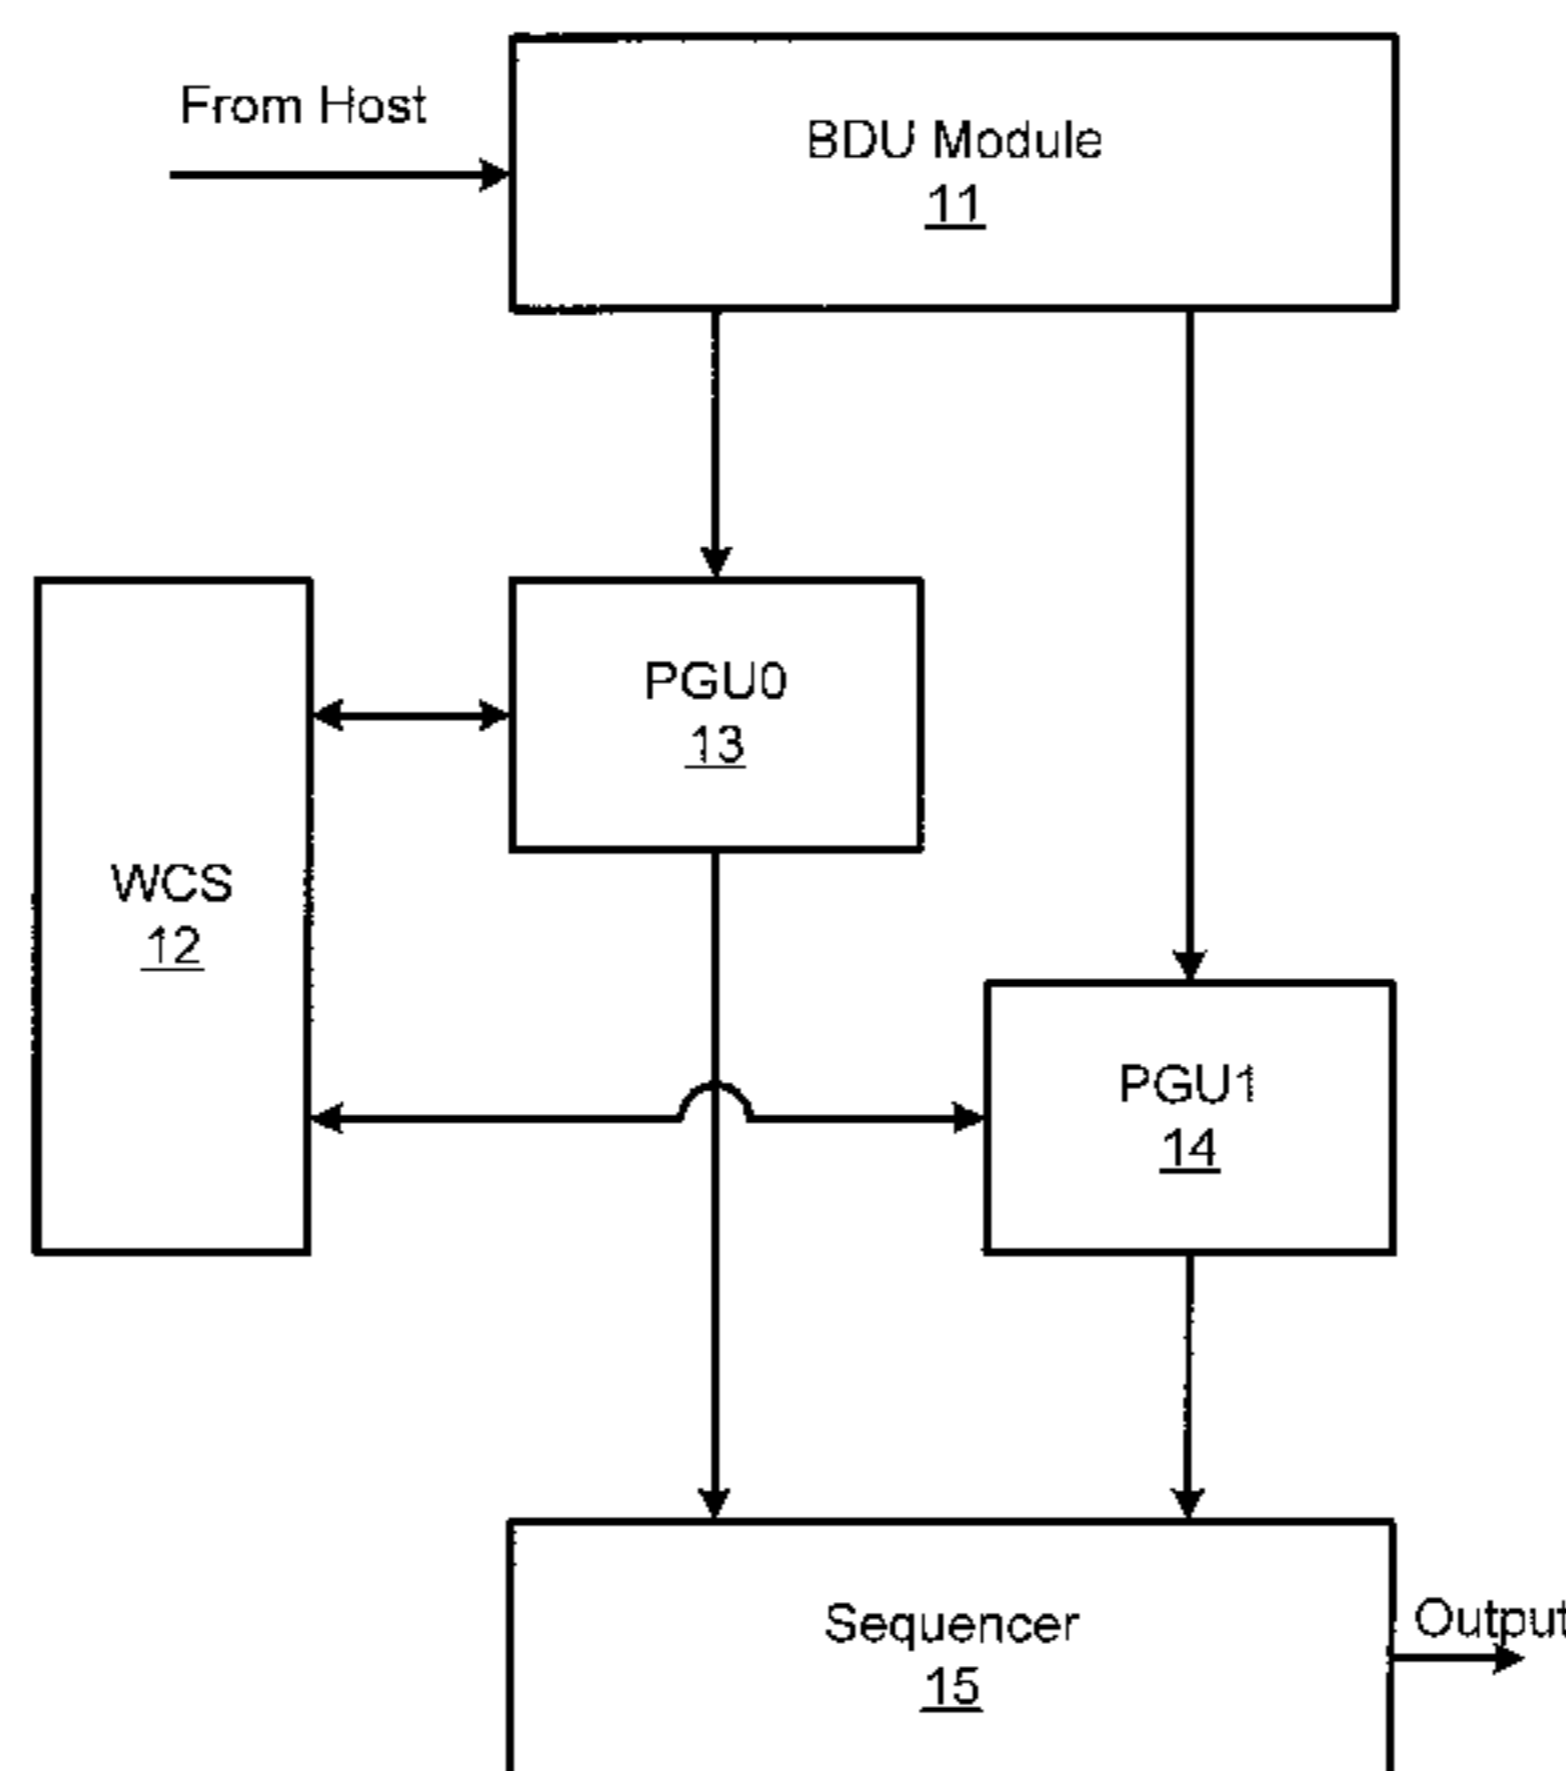 From Host
BDU Module
11
PGU0
13
WCS
12
PGU1
14
Sequencer
15
Output